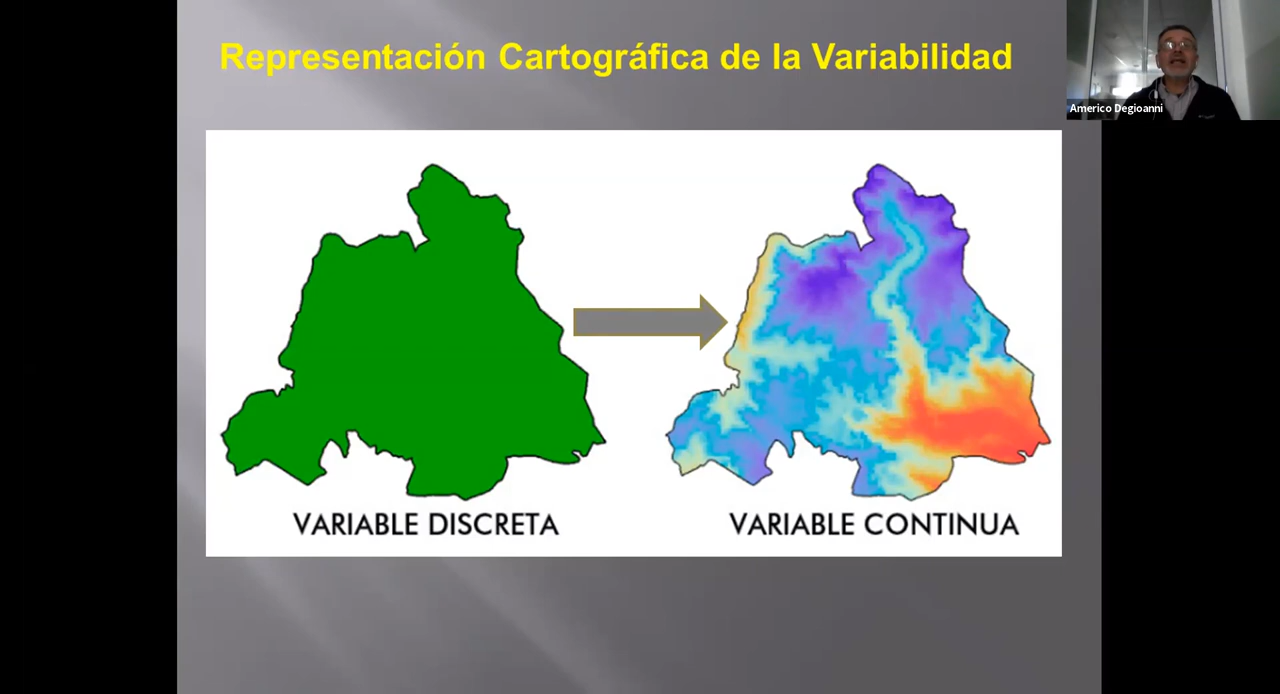 Representación Cartográfica de la Variabilidad
Americo Degioanni
VARIABLE DISCRETA
VARIABLE CONTINUA